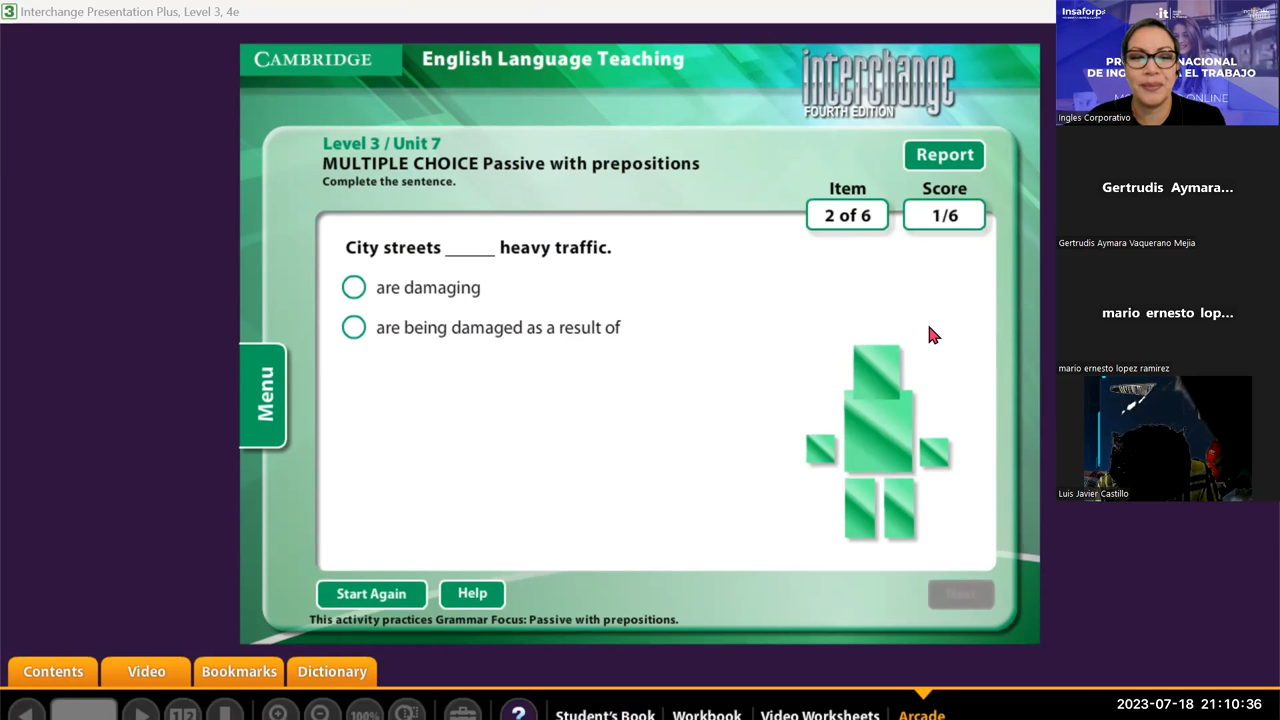 Interchange Presentation Plus, Level 3, 4e
CAMBRIDGE
English Language Teaching
interchange
FOURTH EDITION
Level 3 / Unit 7
MULTIPLE CHOICE Passive with prepositions
Complete the sentence.
Report
Item
Score
2 of 6
1/6
City streets _____ heavy traffic.
are damaging
are being damaged as a result of
Menu
Start Again
Help
Next
This activity practices Grammar Focus: Passive with prepositions.
Contents
Video
Bookmarks
Dictionary
100%
?
Student's Book
Workbook
Video Worksheets
Arcade
Insaforp
Ingles Corporativo
Gertrudis Aymara...
Gertrudis Aymara Vaquerano Mejia
mario ernesto lop...
mario ernesto lopez ramirez
Luis Javier Castillo
2023-07-18 21:10:36